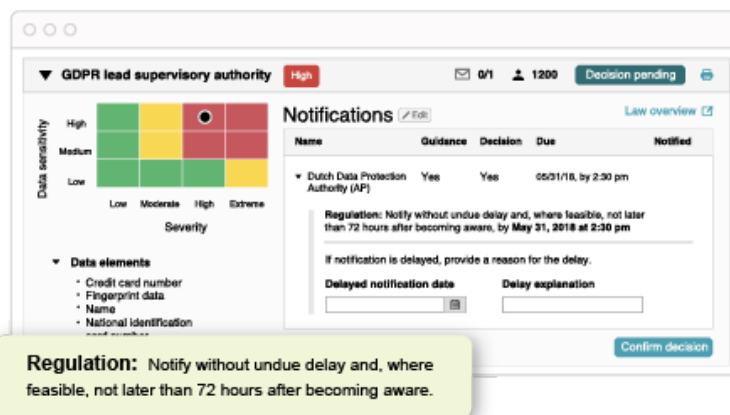 GDPR lead supervisory authority High 0/1 1200 Decision pending
Law overview
Notifications Edit
Data sensitivity
High
Medium
Low
Low Moderate High Extreme
Severity
Data elements
Credit card number
Fingerprint data
Name
National identification
card number
Name Guidance Decision Due Notified
Dutch Data Protection Yes Yes 05/31/18, by 2:30 pm
Authority (AP)
Regulation: Notify without undue delay and, where feasible, not later
than 72 hours after becoming aware, by May 31, 2018 at 2:30 pm
If notification is delayed, provide a reason for the delay.
Delayed notification date Delay explanation
Confirm decision
Regulation: Notify without undue delay and, where
feasible, not later than 72 hours after becoming aware.